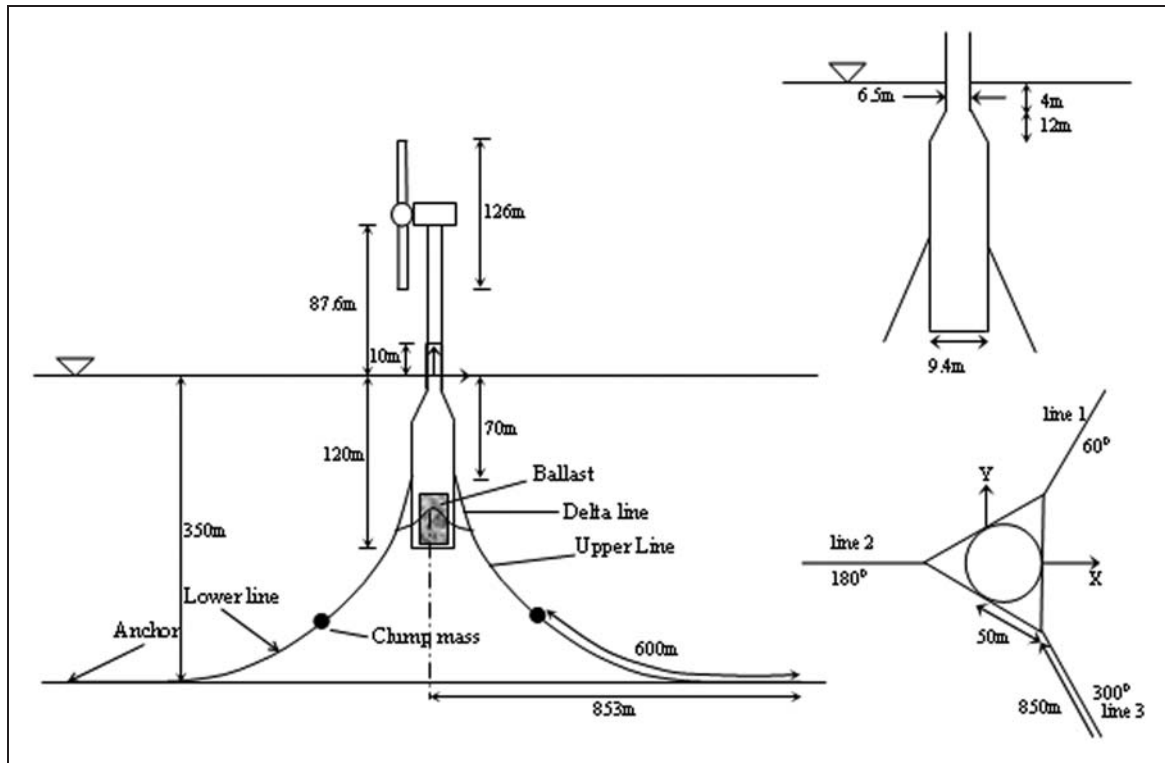 6.5m
4m
12m
126m
87.6m
10m
9.4m
120m
70m
350m
Ballast
Delta line
Upper Line
Lower line
Clump mass
Anchor
600m
853m
line 1
60°
Y
line 2
180°
X
50m
850m
300°
line 3